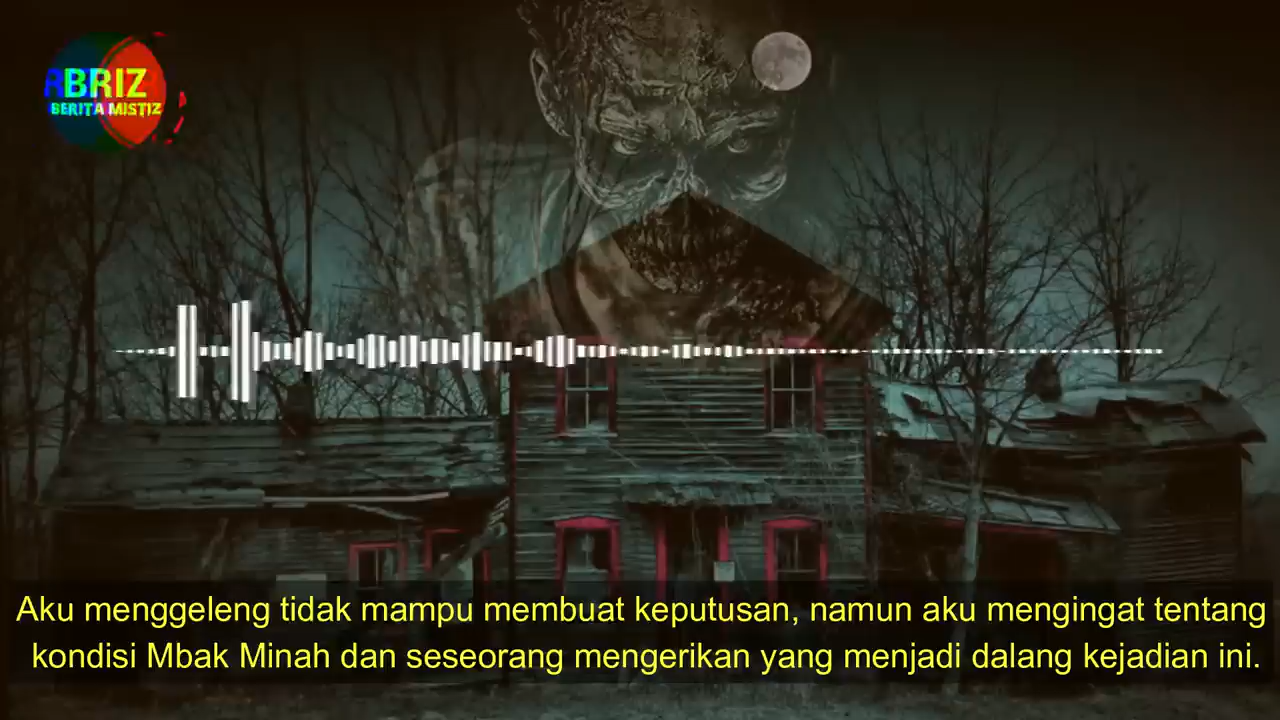 BRIZ
BERITA MISTIZ
Aku menggeleng tidak mampu membuat keputusan, namun aku mengingat tentang
kondisi Mbak Minah dan seseorang mengerikan yang menjadi dalang kejadian ini.